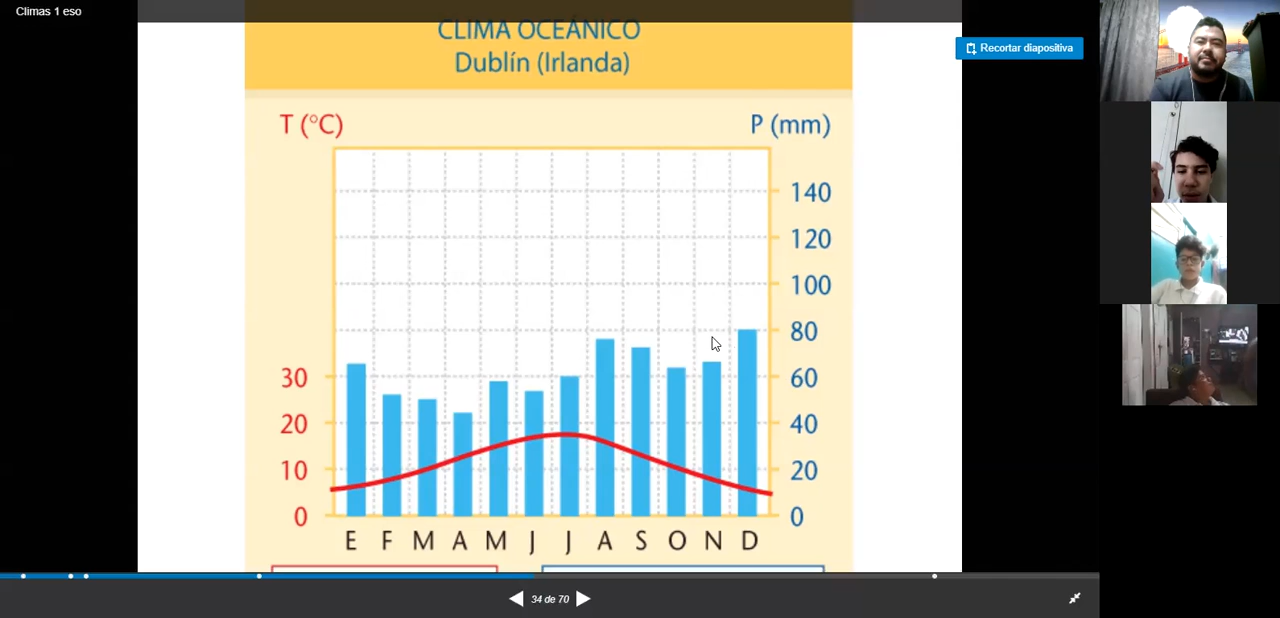 Climas 1 eso
CLIMA OCEÁNICO
Dublín (Irlanda)
Recortar diapositiva
T (°C)
P (mm)
140
120
100
80
30
60
20
40
10
20
0
0
E F M A M J J A S O N D
34 de 70